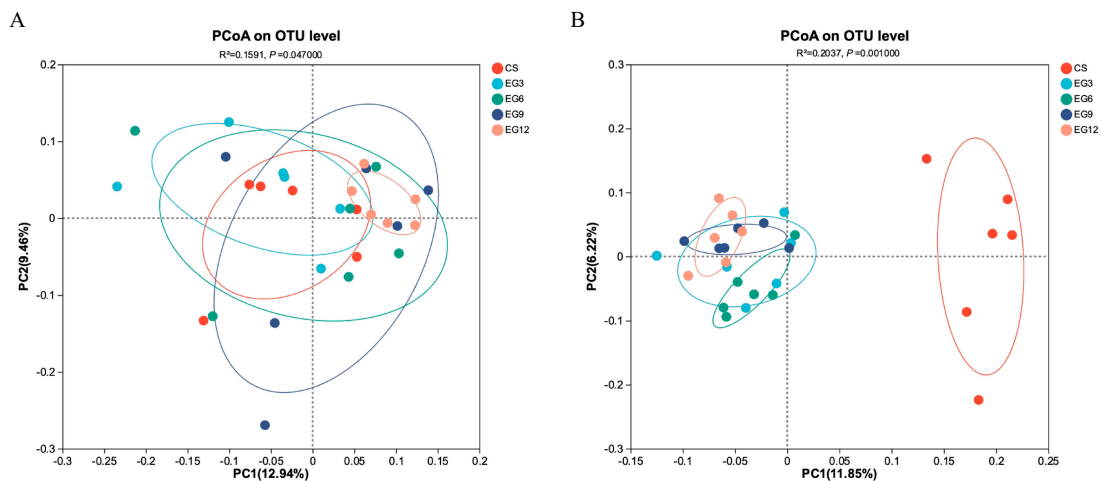 A
PCoA on OTU level
R²=0.1591, P=0.047000
0.2
0.1
0
-0.1
-0.2
-0.3
PC2(9.46%)
-0.3
-0.25
-0.2
-0.15
-0.1
-0.05
0
0.05
0.1
0.15
0.2
PC1(12.94%)
CS
EG3
EG6
EG9
EG12
B
PCoA on OTU level
R²=0.2037, P=0.001000
0.3
0.2
0.1
0
-0.1
-0.2
-0.3
PC2(6.22%)
-0.15
-0.1
-0.05
0
0.05
0.1
0.15
0.2
0.25
PC1(11.85%)
CS
EG3
EG6
EG9
EG12